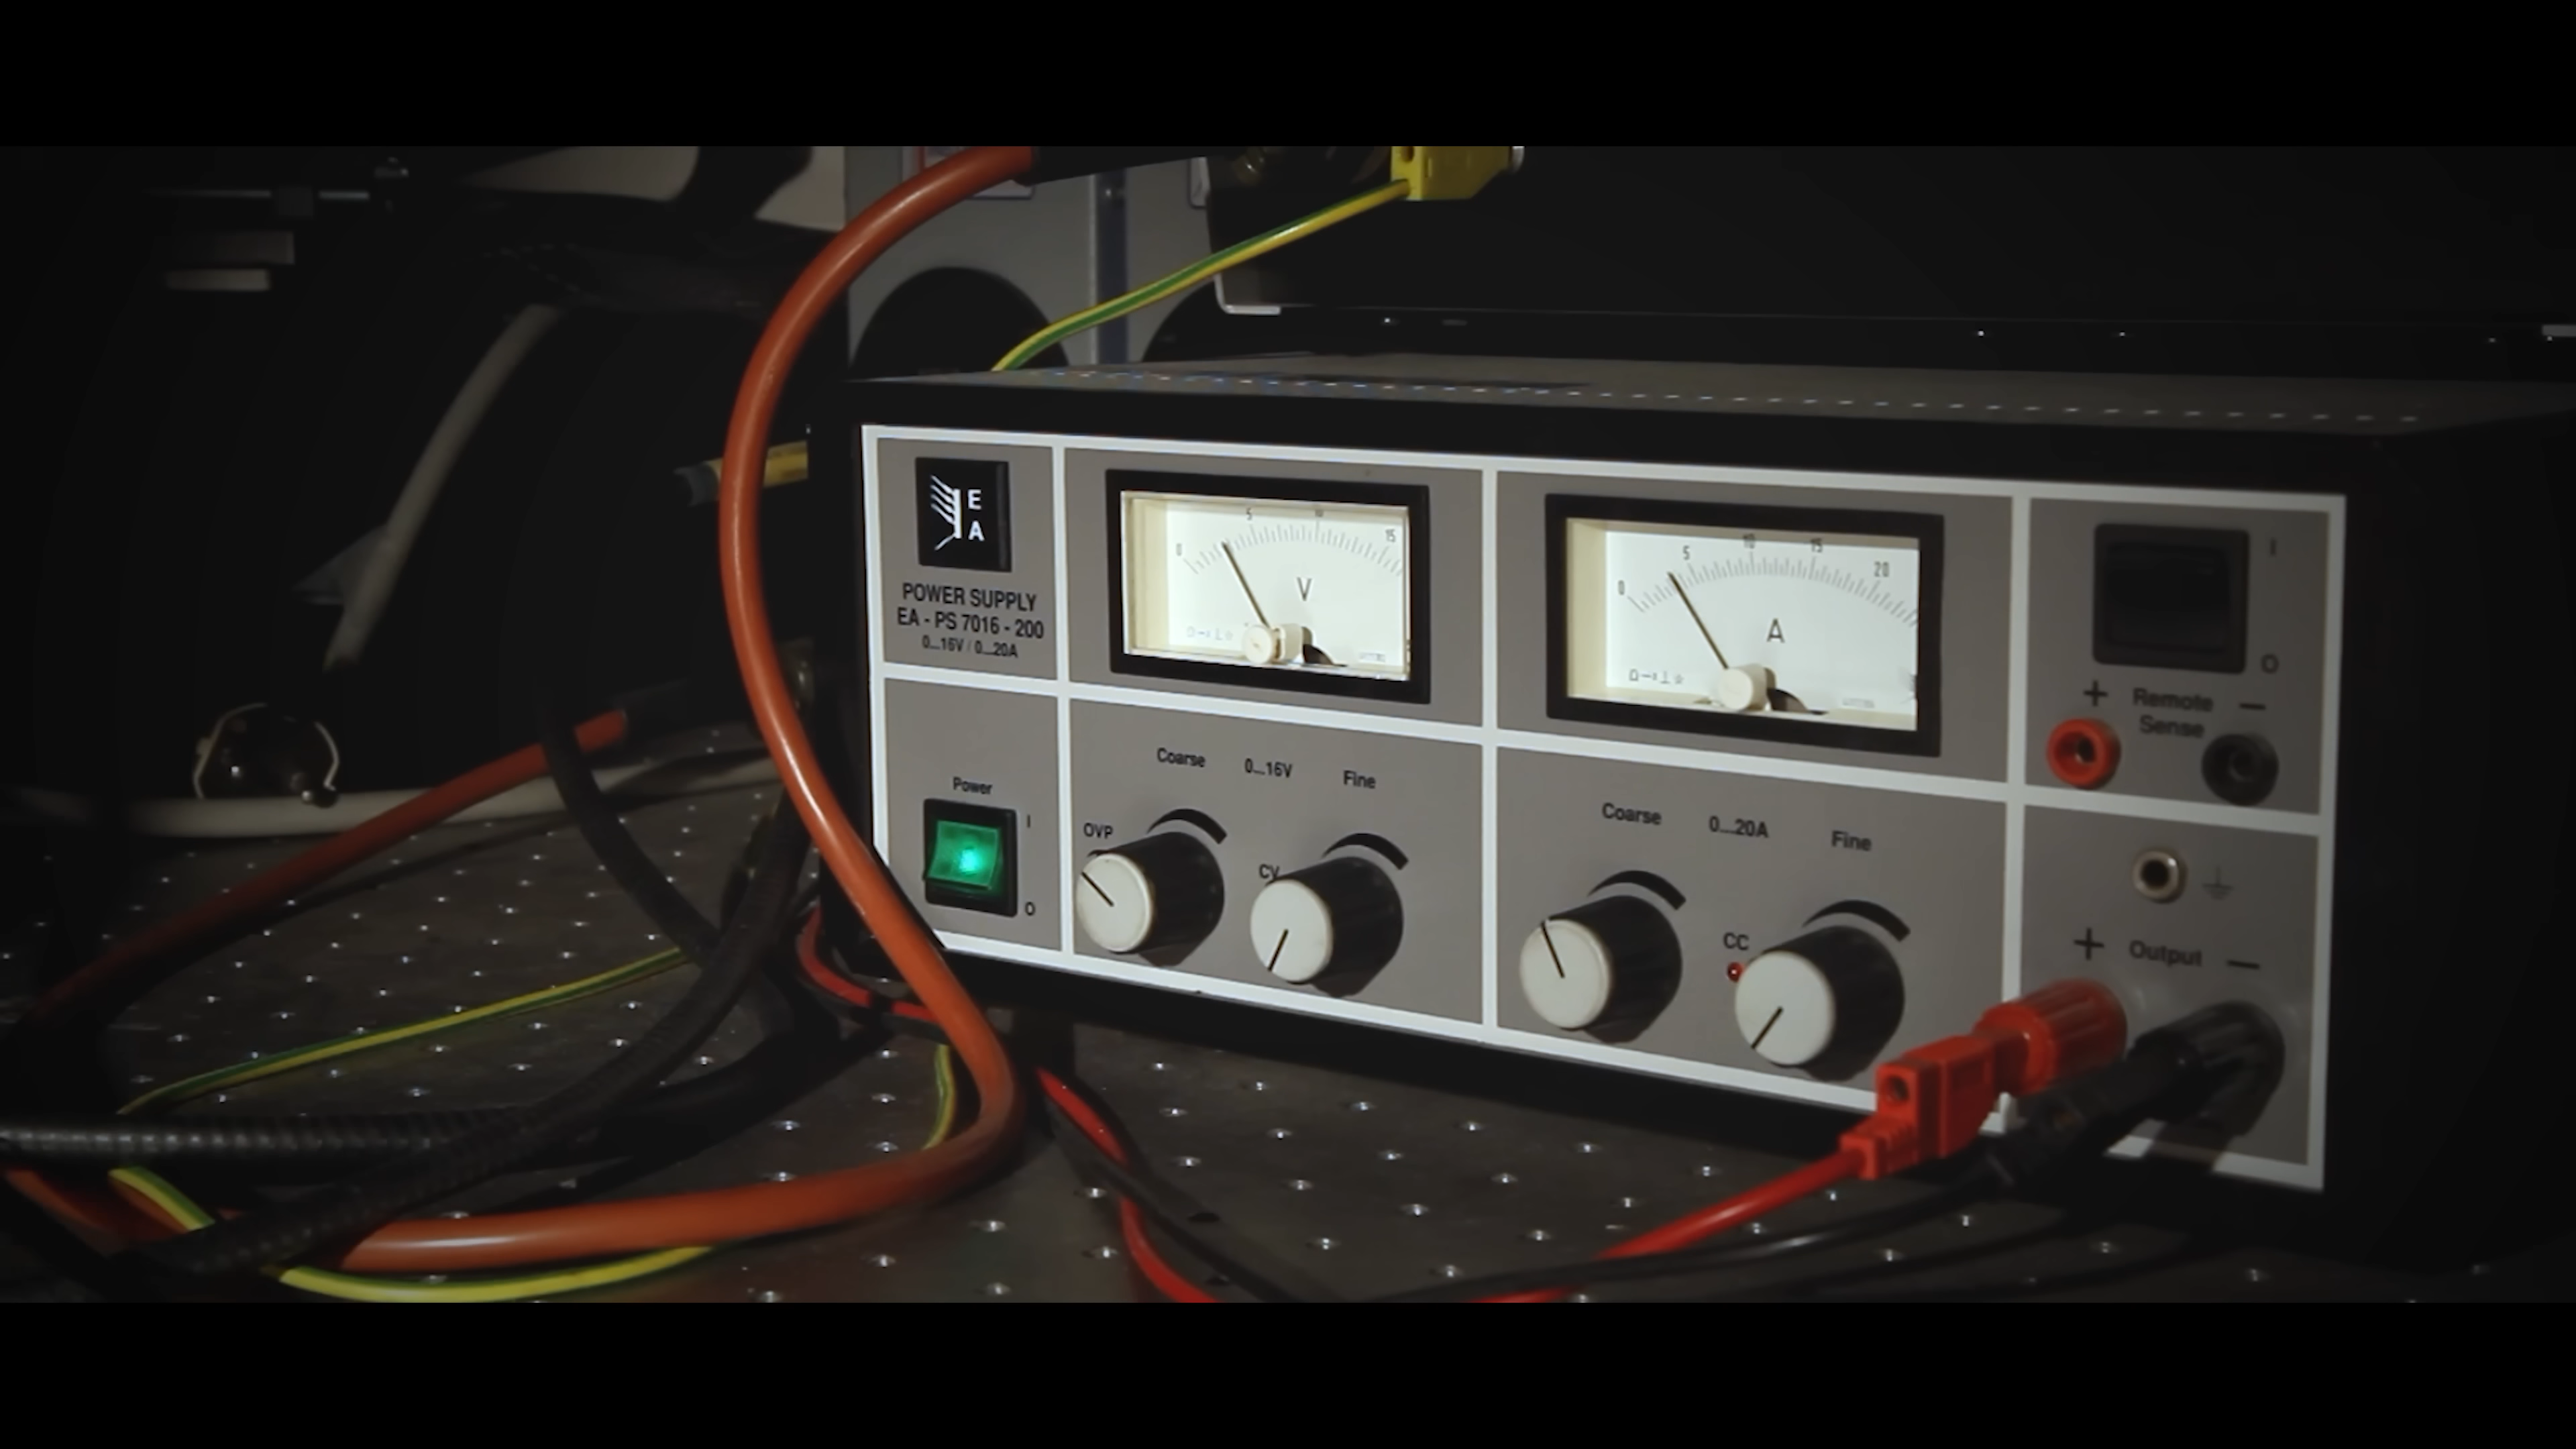 E
A
POWER SUPPLY
EA - PS 7016 - 200
0...16V / 0...20A
0 5 10 15
V
0 5 10 15 20
A
I
O
+ Remote Sense −
Power
I
O
Coarse 0...16V Fine
OVP
CV
Coarse 0...20A Fine
CC
+ Output −